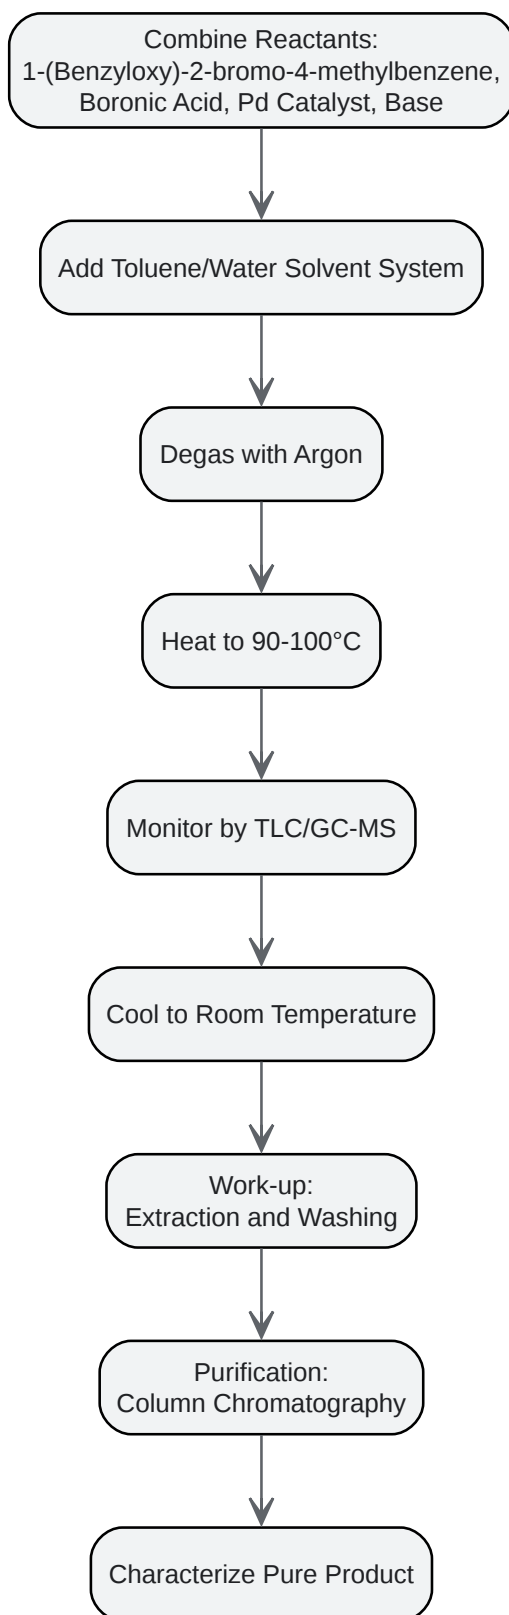 Combine Reactants:
1-(Benzyloxy)-2-bromo-4-methylbenzene,
Boronic Acid, Pd Catalyst, Base
Add Toluene/Water Solvent System
Degas with Argon
Heat to 90-100°C
Monitor by TLC/GC-MS
Cool to Room Temperature
Work-up:
Extraction and Washing
Purification:
Column Chromatography
Characterize Pure Product